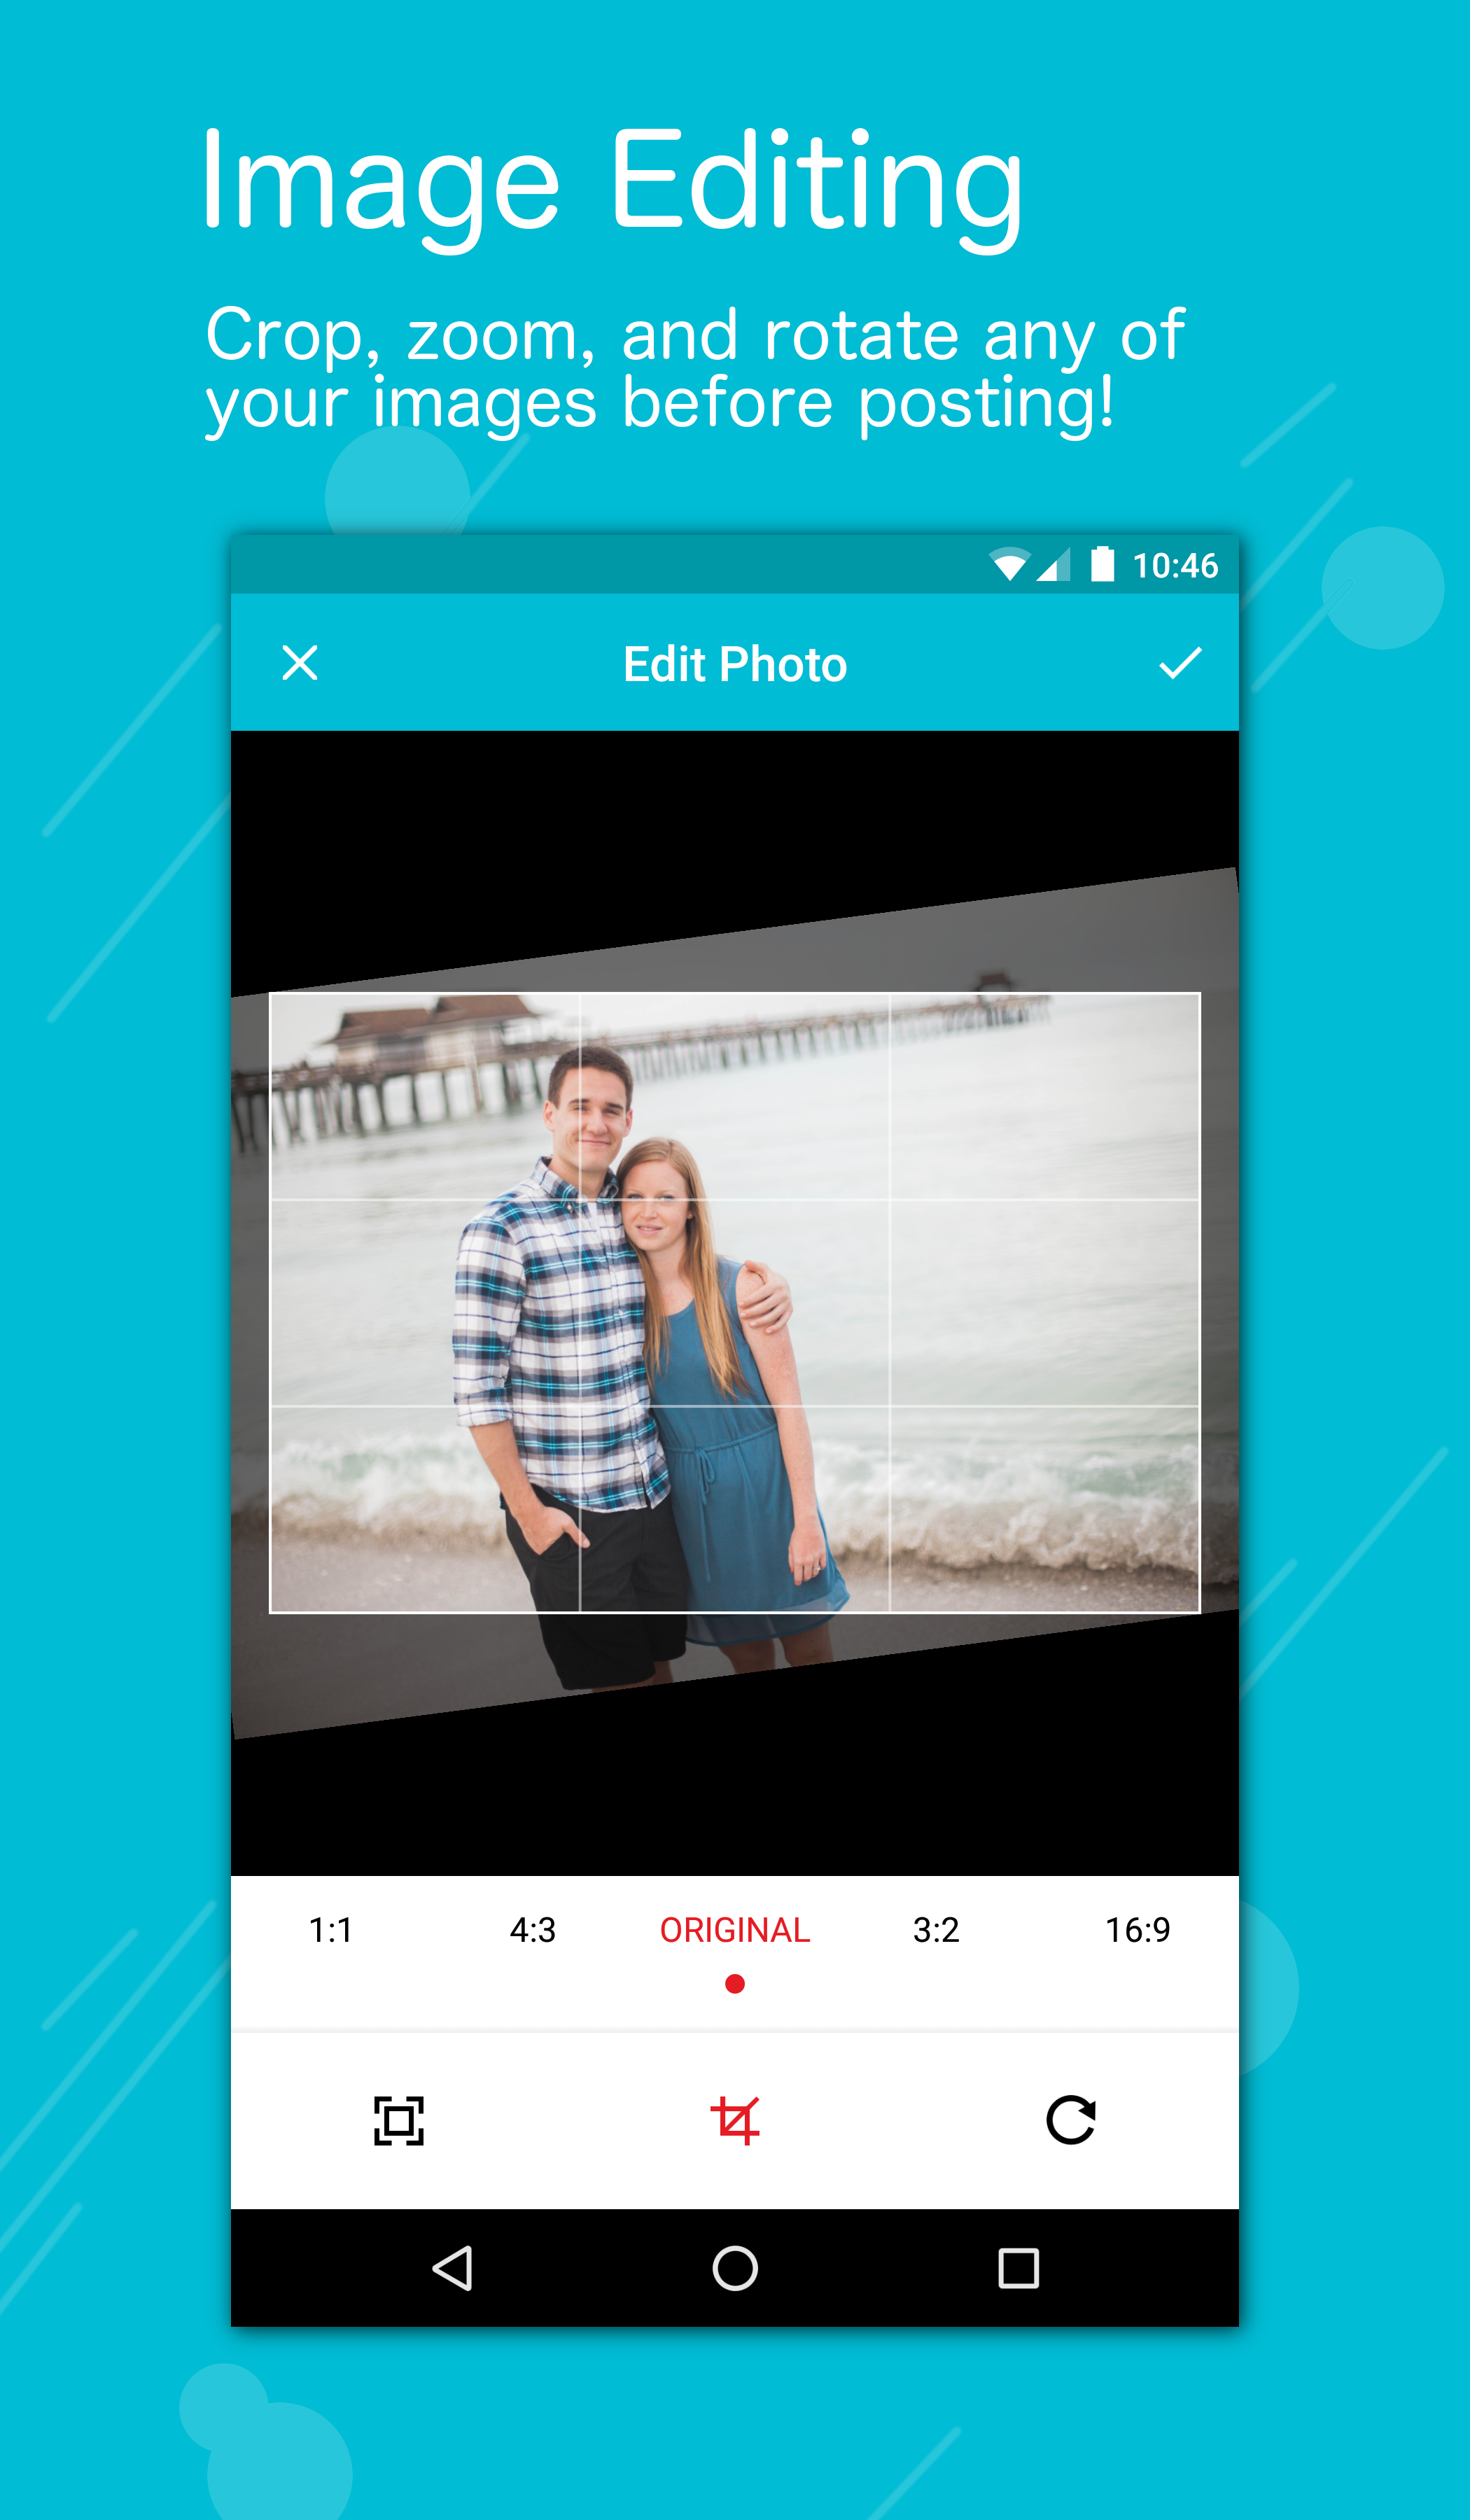 Image Editing
Crop, zoom, and rotate any of
your images before posting!
10:46
Edit Photo
1:1 4:3 ORIGINAL 3:2 16:9